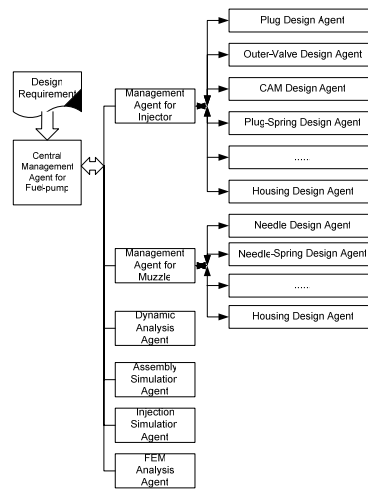 Design
Requirement
Central
Management
Agent for
Fuel-pump
Management
Agent for
Injector
Plug Design Agent
Outer-Valve Design Agent
CAM Design Agent
Plug-Spring Design Agent
.....
Housing Design Agent
Management
Agent for
Muzzle
Needle Design Agent
Needle-Spring Design Agent
.....
Housing Design Agent
Dynamic
Analysis
Agent
Assembly
Simulation
Agent
Injection
Simulation
Agent
FEM
Analysis
Agent